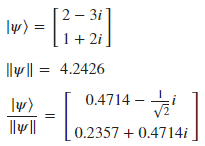 |ψ⟩ = [ 2 − 3i
1 + 2i ]
‖ψ‖ = 4.2426
|ψ⟩ / ‖ψ‖ = [ 0.4714 − 1/√2 i
0.2357 + 0.4714i ]